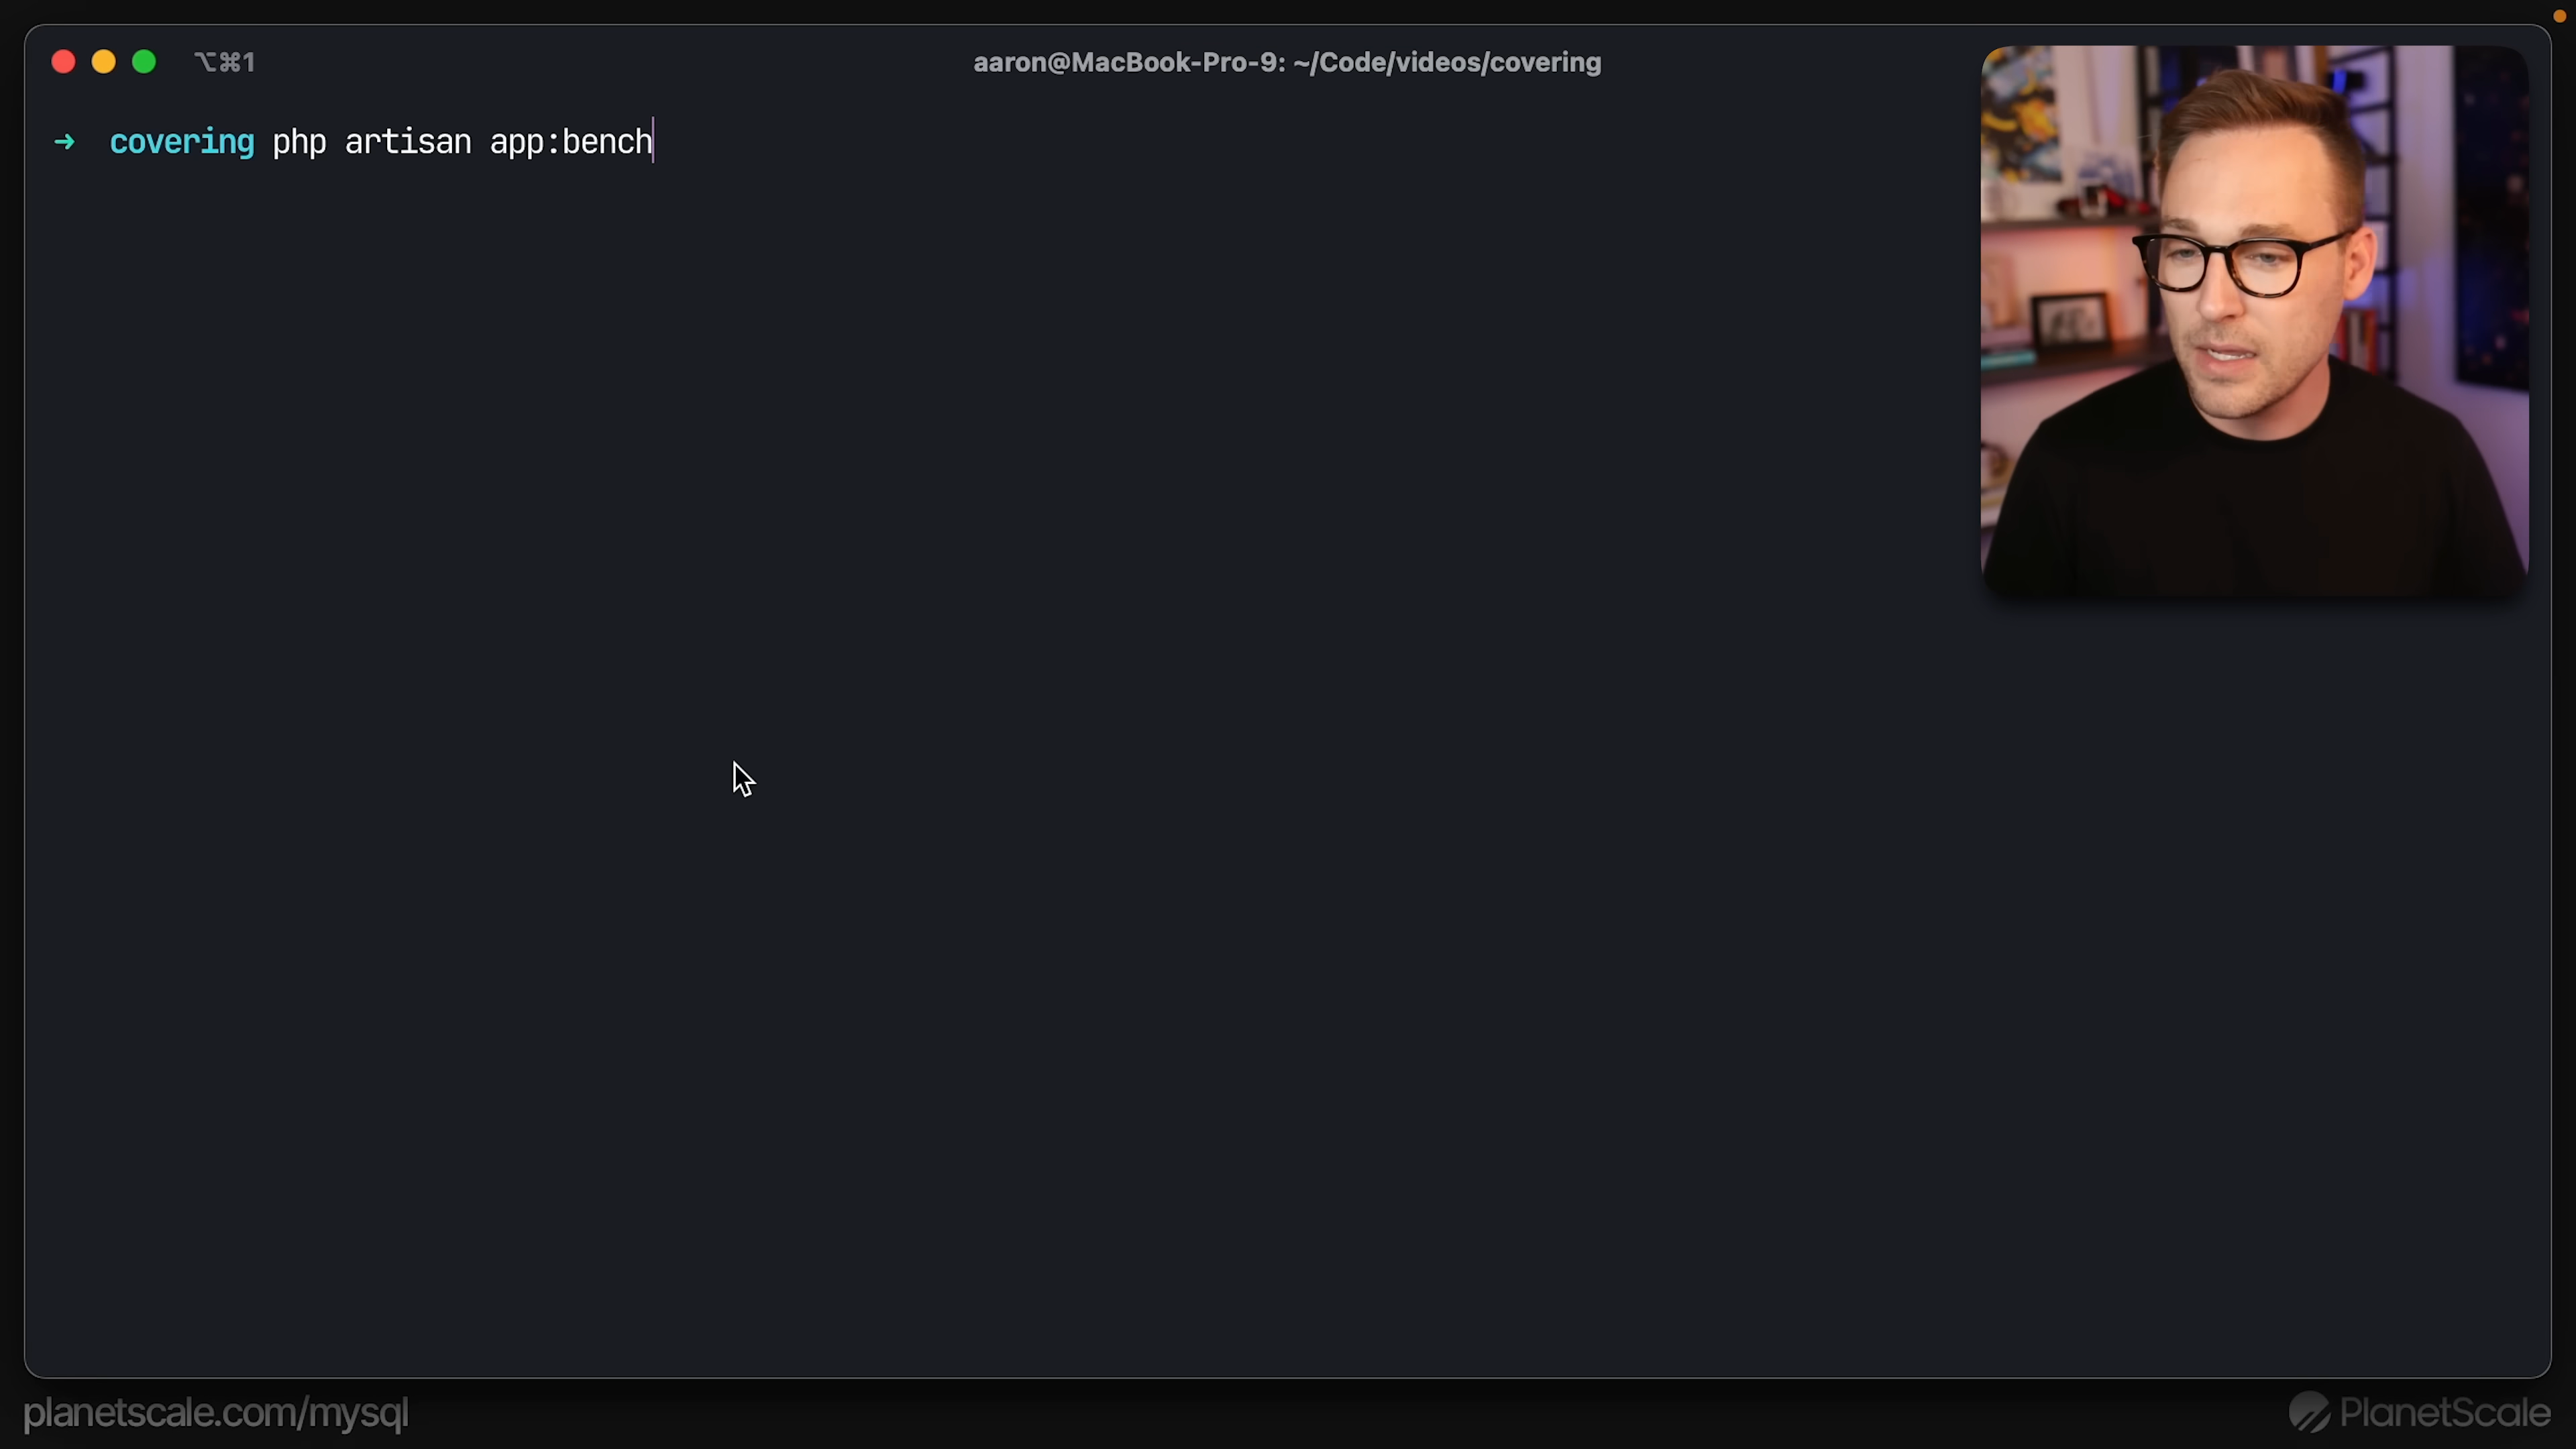 ⌥⌘1
aaron@MacBook-Pro-9: ~/Code/videos/covering
➜ covering php artisan app:bench
planetscale.com/mysql
PlanetScale